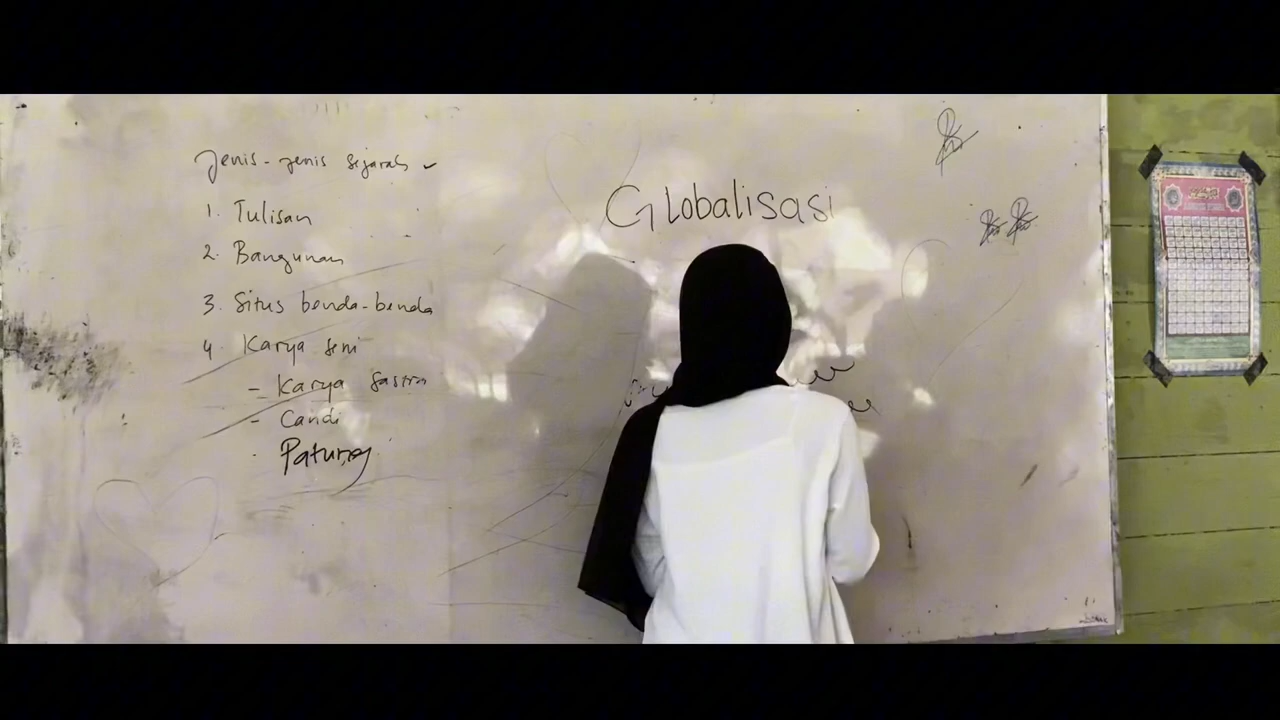 Jenis-jenis sejarah
1. Tulisan
2. Bangunan
3. Situs benda-benda
4 Karya seni
- Karya sastra
- Candi
. Patung
Globalisasi